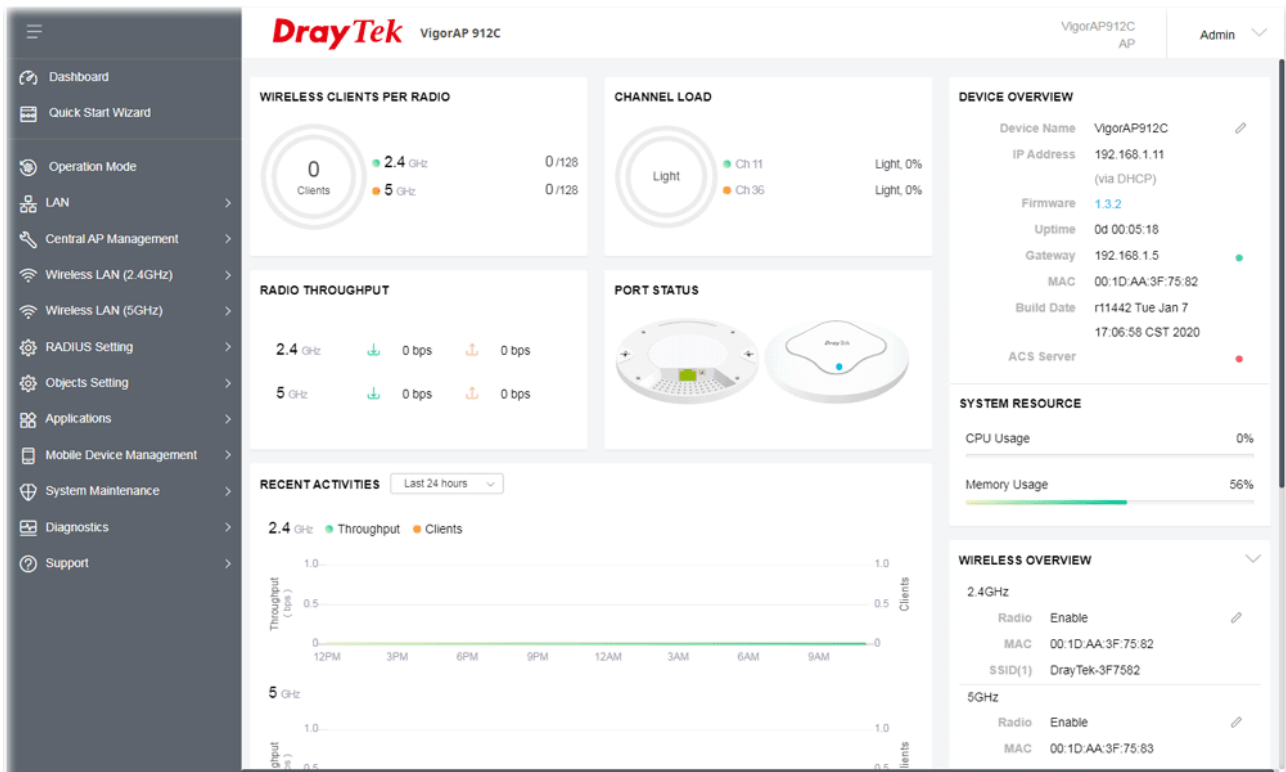 DrayTek VigorAP 912C
VigorAP912C
AP
Admin
Dashboard
Quick Start Wizard
Operation Mode
LAN
Central AP Management
Wireless LAN (2.4GHz)
Wireless LAN (5GHz)
RADIUS Setting
Objects Setting
Applications
Mobile Device Management
System Maintenance
Diagnostics
Support
WIRELESS CLIENTS PER RADIO
0
Clients
2.4 GHz 0 /128
5 GHz 0 /128
CHANNEL LOAD
Light
Ch 11 Light, 0%
Ch 36 Light, 0%
RADIO THROUGHPUT
2.4 GHz 0 bps 0 bps
5 GHz 0 bps 0 bps
PORT STATUS
DrayTek
RECENT ACTIVITIES Last 24 hours
2.4 GHz Throughput Clients
Throughput
( bps )
1.0
0.5
0
1.0
0.5
0
Clients
12PM 3PM 6PM 9PM 12AM 3AM 6AM 9AM
5 GHz
1.0
0.5
1.0
0.5
DEVICE OVERVIEW
Device Name VigorAP912C
IP Address 192.168.1.11
(via DHCP)
Firmware 1.3.2
Uptime 0d 00:05:18
Gateway 192.168.1.5
MAC 00:1D:AA:3F:75:82
Build Date r11442 Tue Jan 7
17:06:58 CST 2020
ACS Server
SYSTEM RESOURCE
CPU Usage 0%
Memory Usage 56%
WIRELESS OVERVIEW
2.4GHz
Radio Enable
MAC 00:1D:AA:3F:75:82
SSID(1) DrayTek-3F7582
5GHz
Radio Enable
MAC 00:1D:AA:3F:75:83